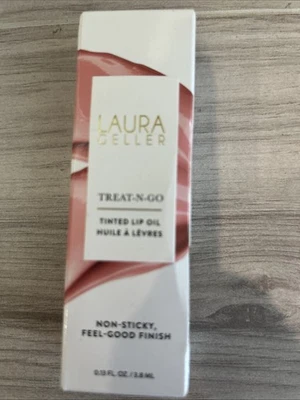 LAURA
GELLER
TREAT-N-GO
TINTED LIP OIL
HUILE À LÈVRES
NON-STICKY,
FEEL-GOOD FINISH
0.13 FL. OZ. / 3.8 ML